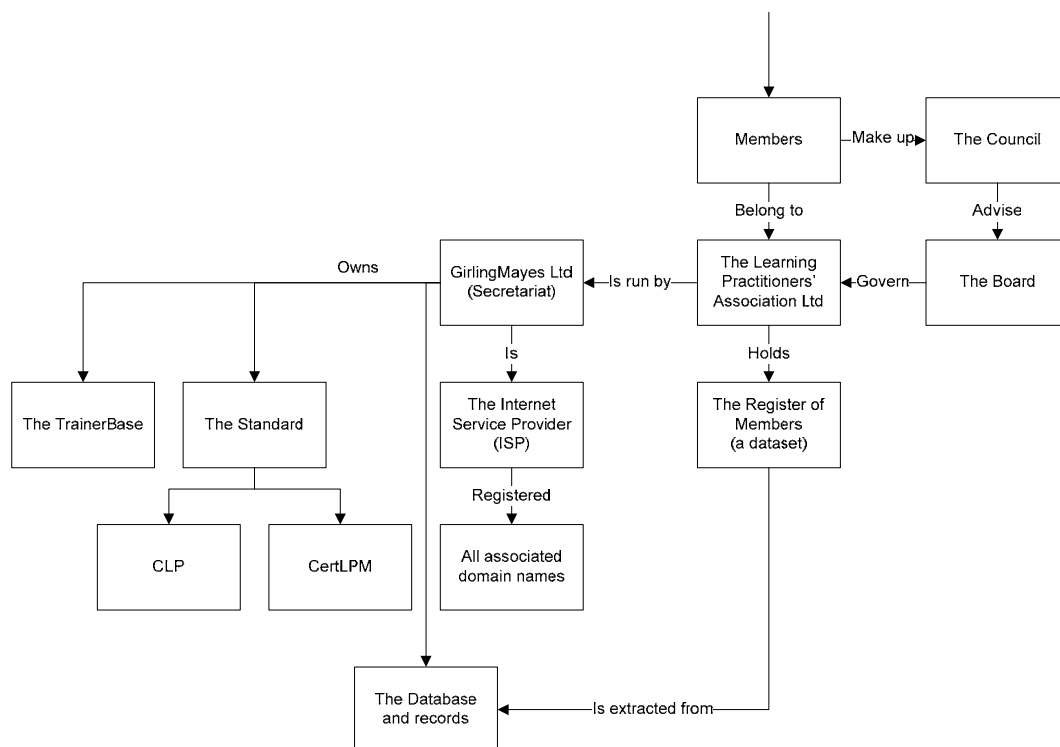 Members
Make up
The Council
Belong to
Advise
Owns
GirlingMayes Ltd
(Secretariat)
Is run by
The Learning
Practitioners'
Association Ltd
Govern
The Board
Is
Holds
The TrainerBase
The Standard
The Internet
Service Provider
(ISP)
The Register of
Members
(a dataset)
Registered
CLP
CertLPM
All associated
domain names
The Database
and records
Is extracted from